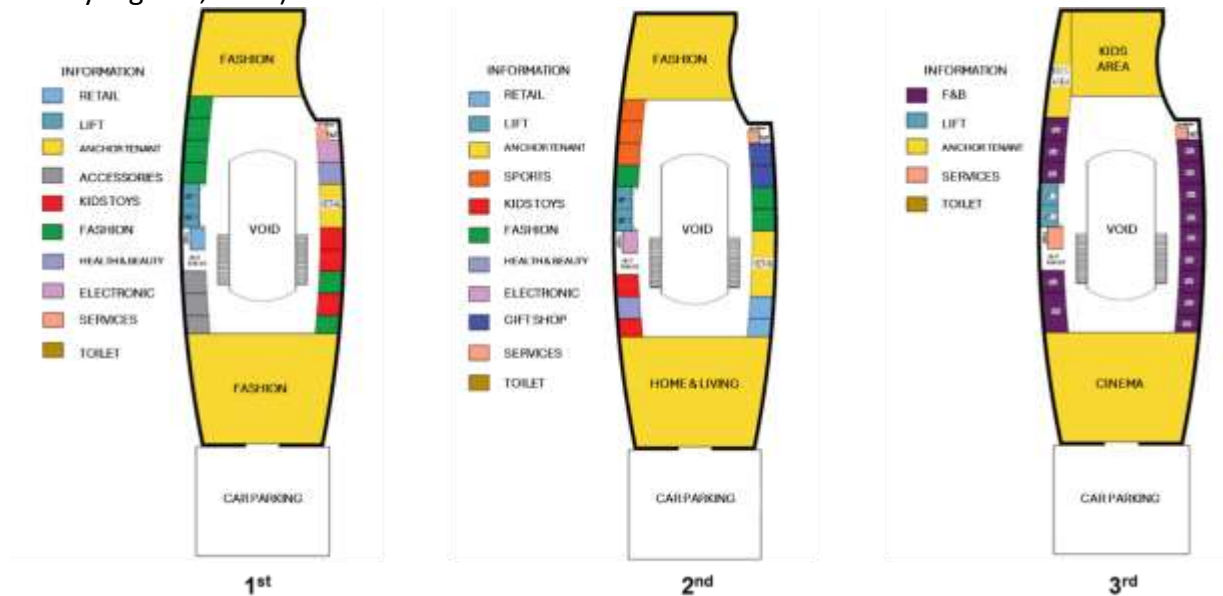 FASHION
INFORMATION
RETAIL
LIFT
ANCHOR TENANT
ACCESSORIES
KIDS TOYS
FASHION
HEALTH & BEAUTY
ELECTRONIC
SERVICES
TOILET
VOID
FASHION
CAR PARKING
1st
FASHION
INFORMATION
RETAIL
LIFT
ANCHOR TENANT
SPORTS
KIDS TOYS
FASHION
HEALTH & BEAUTY
ELECTRONIC
GIFT SHOP
SERVICES
TOILET
VOID
HOME & LIVING
CAR PARKING
2nd
KIDS
AREA
INFORMATION
F&B
LIFT
ANCHOR TENANT
SERVICES
TOILET
VOID
CINEMA
CAR PARKING
3rd